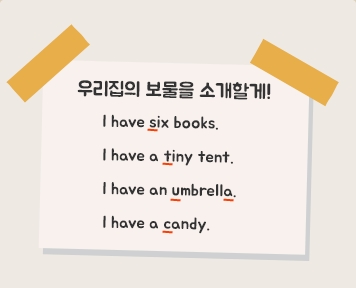 우리집의 보물을 소개할게!
I have six books.
I have a tiny tent.
I have an umbrella.
I have a candy.